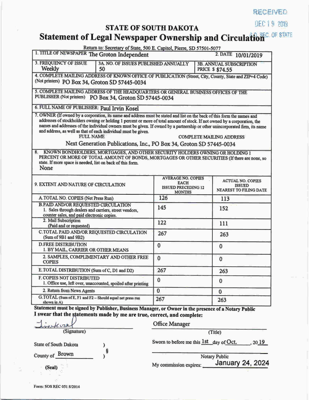 RECEIVED
DEC 19 2019
SEC OF STATE
STATE OF SOUTH DAKOTA
Statement of Legal Newspaper Ownership and Circulation
Return to: Secretary of State, 500 E. Capitol, Pierre, SD 57501-5077
1. TITLE OF NEWSPAPER The Groton Independent
2. DATE 10/01/2019
3. FREQUENCY OF ISSUE
Weekly
3A. NO. OF ISSUES PUBLISHED ANNUALLY
50
3B. ANNUAL SUBSCRIPTION
PRICE $ $74.55
4. COMPLETE MAILING ADDRESS OF KNOWN OFFICE OF PUBLICATION (Street, City, County, State and ZIP+4 Code)
(Not printers) PO Box 34, Groton SD 57445-0034
5. COMPLETE MAILING ADDRESS OF THE HEADQUARTERS OR GENERAL BUSINESS OFFICES OF THE
PUBLISHER (Not printers) PO Box 34, Groton SD 57445-0034
6. FULL NAME OF PUBLISHER: Paul Irvin Kosel
7. OWNER (If owned by a corporation, its name and address must be stated and listed on the back of this form the names and
addresses of stockholders owning or holding 1 percent or more of total amount of stock. If not owned by a corporation, the
names and addresses of the individual owners must be given. If owned by a partnership or other unincorporated firm, its name
and address, as well as that of each individual must be given.
FULL NAME COMPLETE MAILING ADDRESS
Next Generation Publications, Inc., PO Box 34, Groton SD 57445-0034
8. KNOWN BONDHOLDERS, MORTGAGES, AND OTHER SECURITY HOLDERS OWNING OR HOLDING 1
PERCENT OR MORE OF TOTAL AMOUNT OF BONDS, MORTGAGES OR OTHER SECURITIES (If there are none, so
state. If more space is needed, list on back of this form.
None
9. EXTENT AND NATURE OF CIRCULATION
AVERAGE NO. COPIES
EACH
ISSUED PRECEDING 12
MONTHS
ACTUAL NO. COPIES
ISSUED
NEAREST TO FILING DATE
A.TOTAL NO. COPIES (Net Press Run) 126 113
B.PAID AND/OR REQUESTED CIRCULATION
1. Sales through dealers and carriers, street vendors,
counter sales, and paid electronic copies. 145 152
2. Mail Subscription
(Paid and/or requested) 122 111
C.TOTAL PAID AND/OR REQUESTED CIRCULATION
(Sum of 9B1 and 9B2) 267 263
D.FREE DISTRIBUTION
1. BY MAIL, CARRIER OR OTHER MEANS 0 0
2. SAMPLES, COMPLIMENTARY AND OTHER FREE
COPIES 0 0
E.TOTAL DISTRIBUTION (Sum of C, D1 and D2) 267 263
F.COPIES NOT DISTRIBUTED
1. Office use, left over, unaccounted, spoiled after printing 0 0
2. Return from News Agents 0 0
G.TOTAL (Sum of E, F1 and F2 – Should equal net press run
shown in A) 267 263
Statement must be signed by Publisher, Business Manager, or Owner in the presence of a Notary Public
I swear that the statements made by me are true, correct, and complete:
Office Manager
(Signature) (Title)
State of South Dakota )
§
County of Brown )
Sworn to before me this 1st day of Oct. , 2019
Notary Public
(Seal)
My commission expires: January 24, 2024